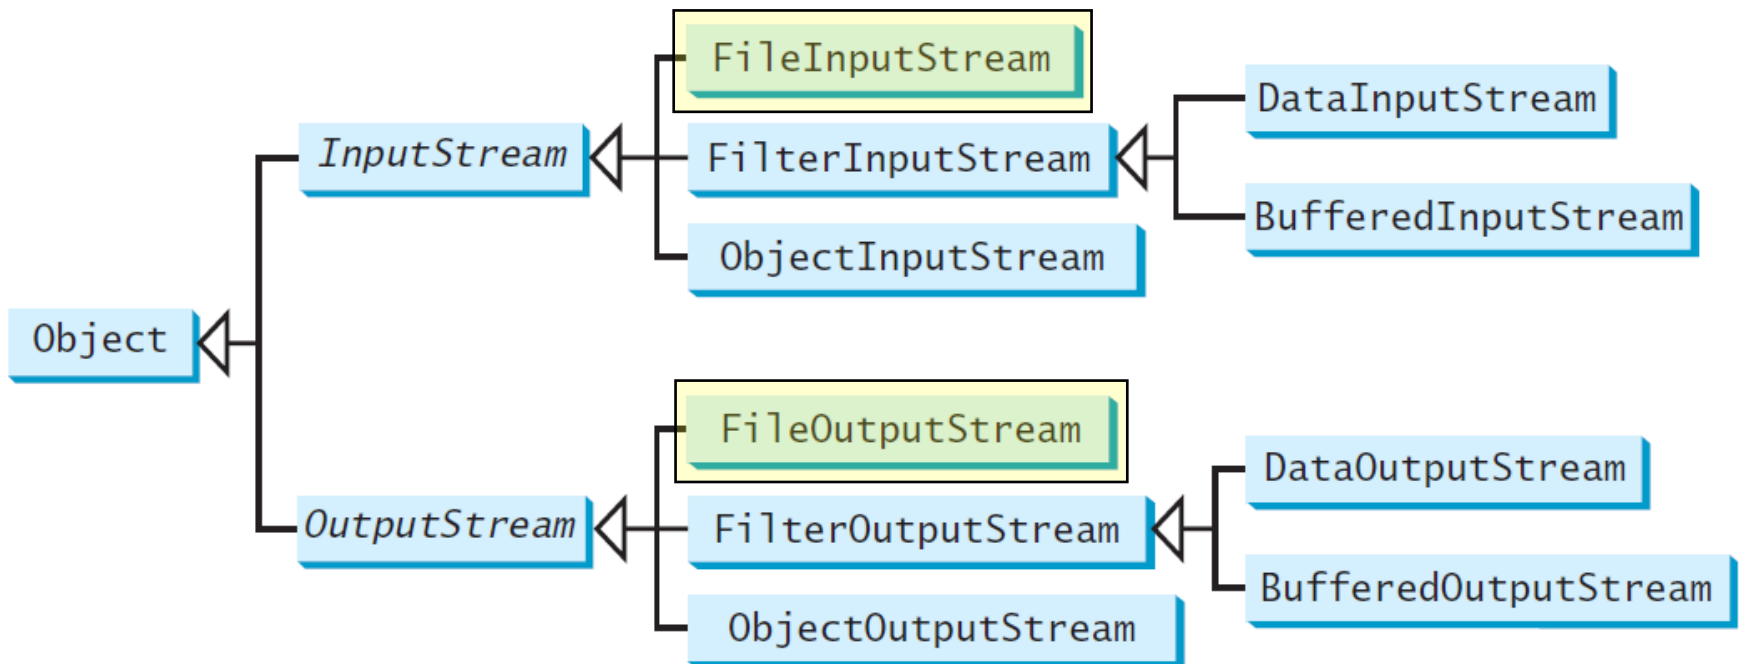 FileInputStream
DataInputStream
InputStream
FilterInputStream
BufferedInputStream
ObjectInputStream
Object
FileOutputStream
DataOutputStream
OutputStream
FilterOutputStream
BufferedOutputStream
ObjectOutputStream